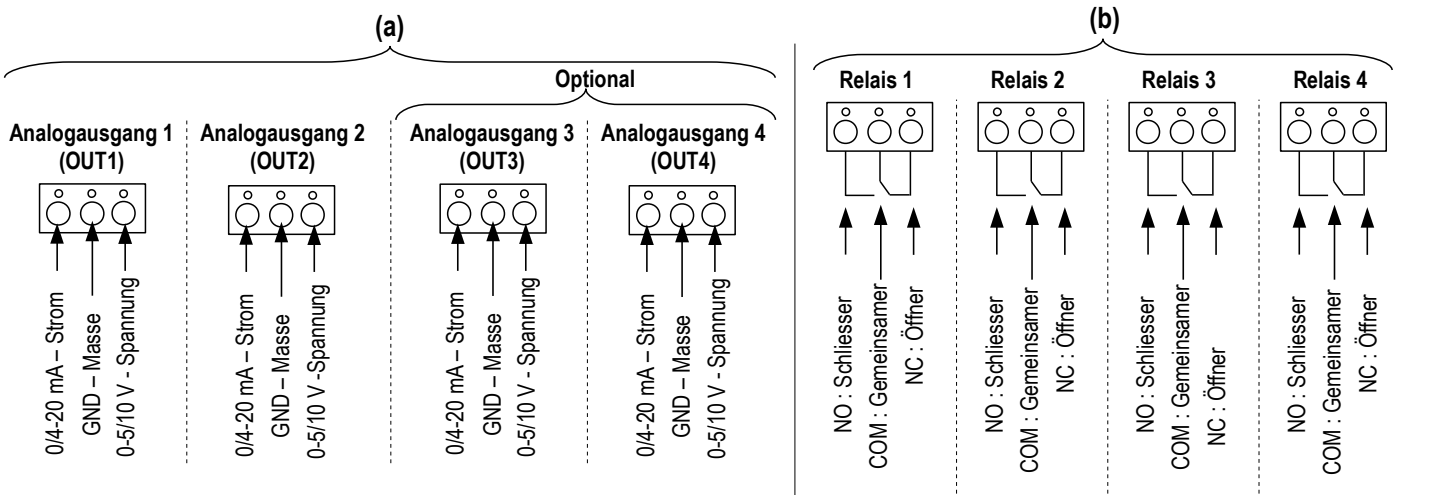 (a)
Optional
Analogausgang 1
(OUT1)
0/4-20 mA – Strom
GND – Masse
0-5/10 V - Spannung
Analogausgang 2
(OUT2)
0/4-20 mA – Strom
GND – Masse
0-5/10 V -Spannung
Analogausgang 3
(OUT3)
0/4-20 mA – Strom
GND – Masse
0-5/10 V - Spannung
Analogausgang 4
(OUT4)
0/4-20 mA – Strom
GND – Masse
0-5/10 V - Spannung
(b)
Relais 1
NO : Schliesser
COM : Gemeinsamer
NC : Öffner
Relais 2
NO : Schliesser
COM : Gemeinsamer
NC : Öffner
Relais 3
NO : Schliesser
COM : Gemeinsamer
NC : Öffner
Relais 4
NO : Schliesser
COM : Gemeinsamer
NC : Öffner